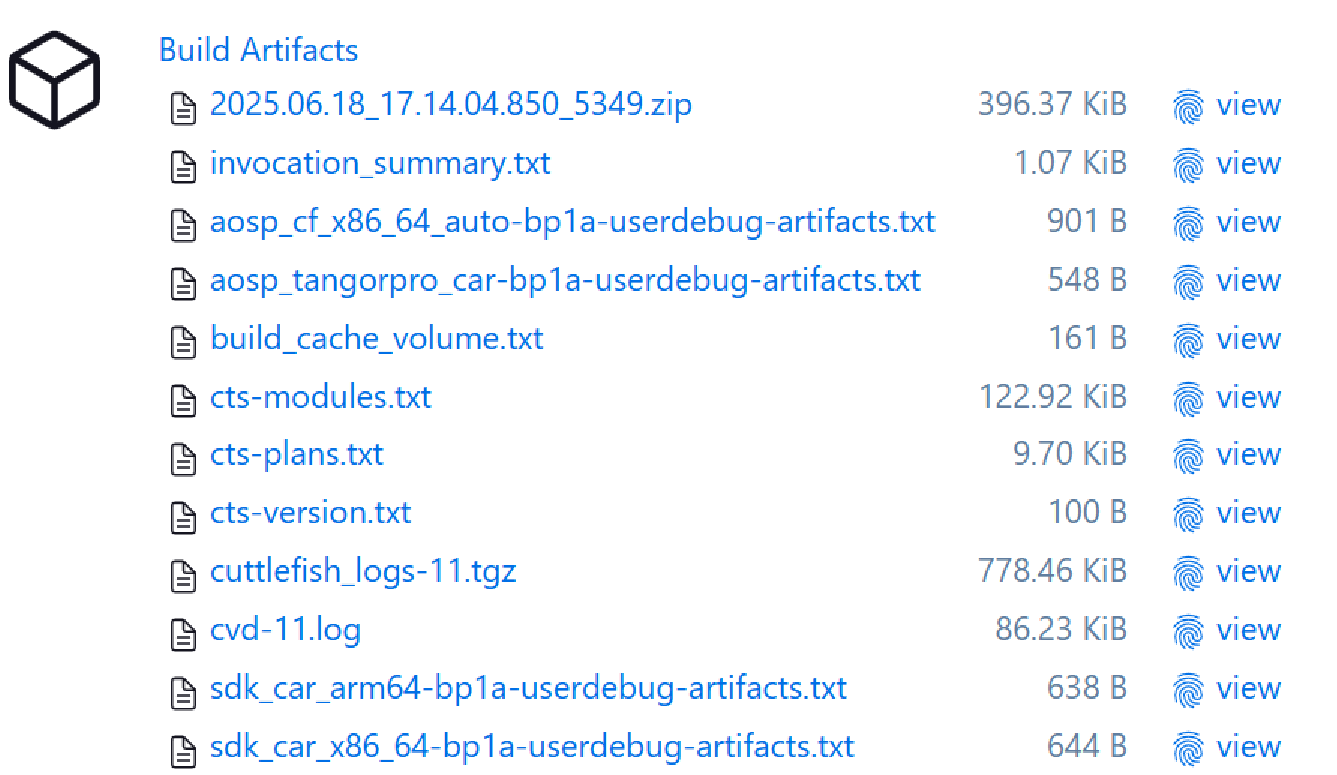 Build Artifacts
2025.06.18_17.14.04.850_5349.zip 396.37 KiB view
invocation_summary.txt 1.07 KiB view
aosp_cf_x86_64_auto-bp1a-userdebug-artifacts.txt 901 B view
aosp_tangorpro_car-bp1a-userdebug-artifacts.txt 548 B view
build_cache_volume.txt 161 B view
cts-modules.txt 122.92 KiB view
cts-plans.txt 9.70 KiB view
cts-version.txt 100 B view
cuttlefish_logs-11.tgz 778.46 KiB view
cvd-11.log 86.23 KiB view
sdk_car_arm64-bp1a-userdebug-artifacts.txt 638 B view
sdk_car_x86_64-bp1a-userdebug-artifacts.txt 644 B view